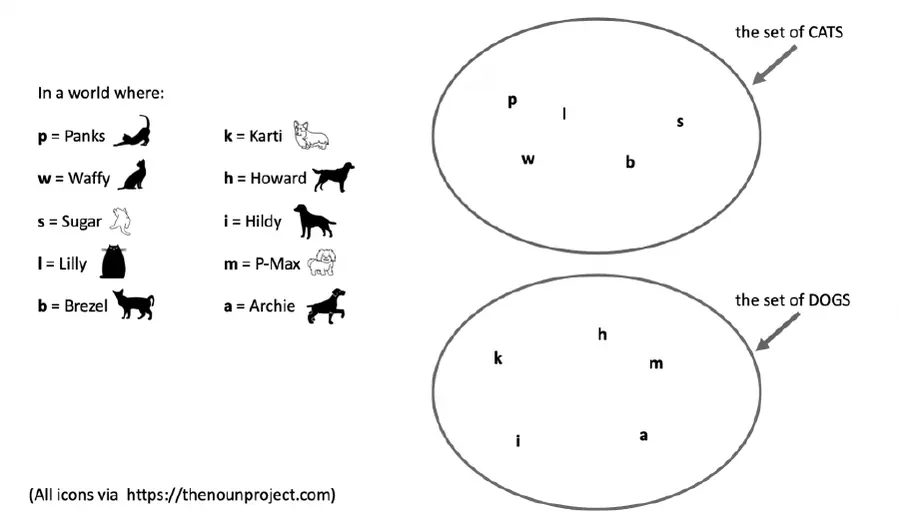 the set of CATS
In a world where:
p = Panks
k = Karti
w = Waffy
h = Howard
s = Sugar
i = Hildy
l = Lilly
m = P-Max
b = Brezel
a = Archie
p
l
s
w
b
the set of DOGS
h
k
m
i
a
(All icons via https://thenounproject.com)